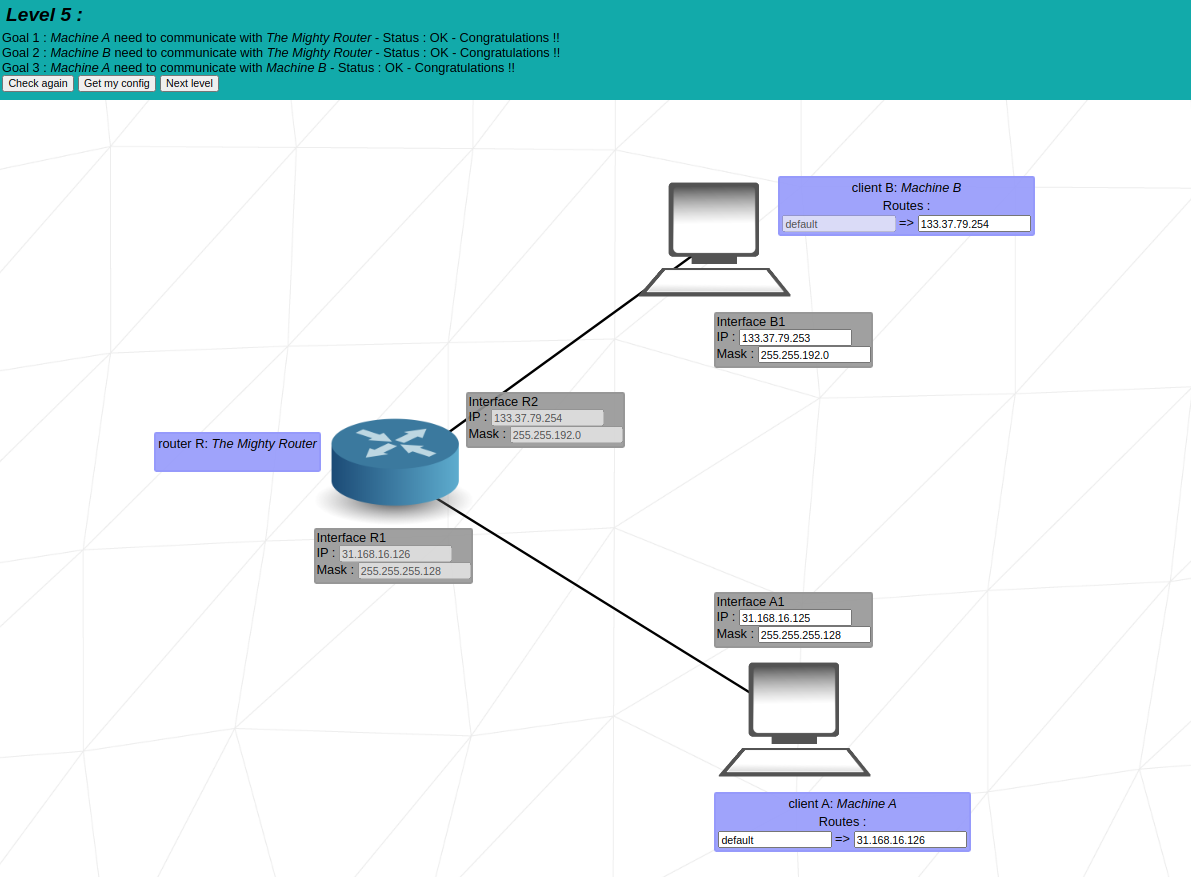 Level 5 :
Goal 1 : Machine A need to communicate with The Mighty Router - Status : OK - Congratulations !!
Goal 2 : Machine B need to communicate with The Mighty Router - Status : OK - Congratulations !!
Goal 3 : Machine A need to communicate with Machine B - Status : OK - Congratulations !!
Check again Get my config Next level
client B: Machine B
Routes :
default => 133.37.79.254
Interface B1
IP : 133.37.79.253
Mask : 255.255.192.0
Interface R2
IP : 133.37.79.254
Mask : 255.255.192.0
router R: The Mighty Router
Interface R1
IP : 31.168.16.126
Mask : 255.255.255.128
Interface A1
IP : 31.168.16.125
Mask : 255.255.255.128
client A: Machine A
Routes :
default => 31.168.16.126